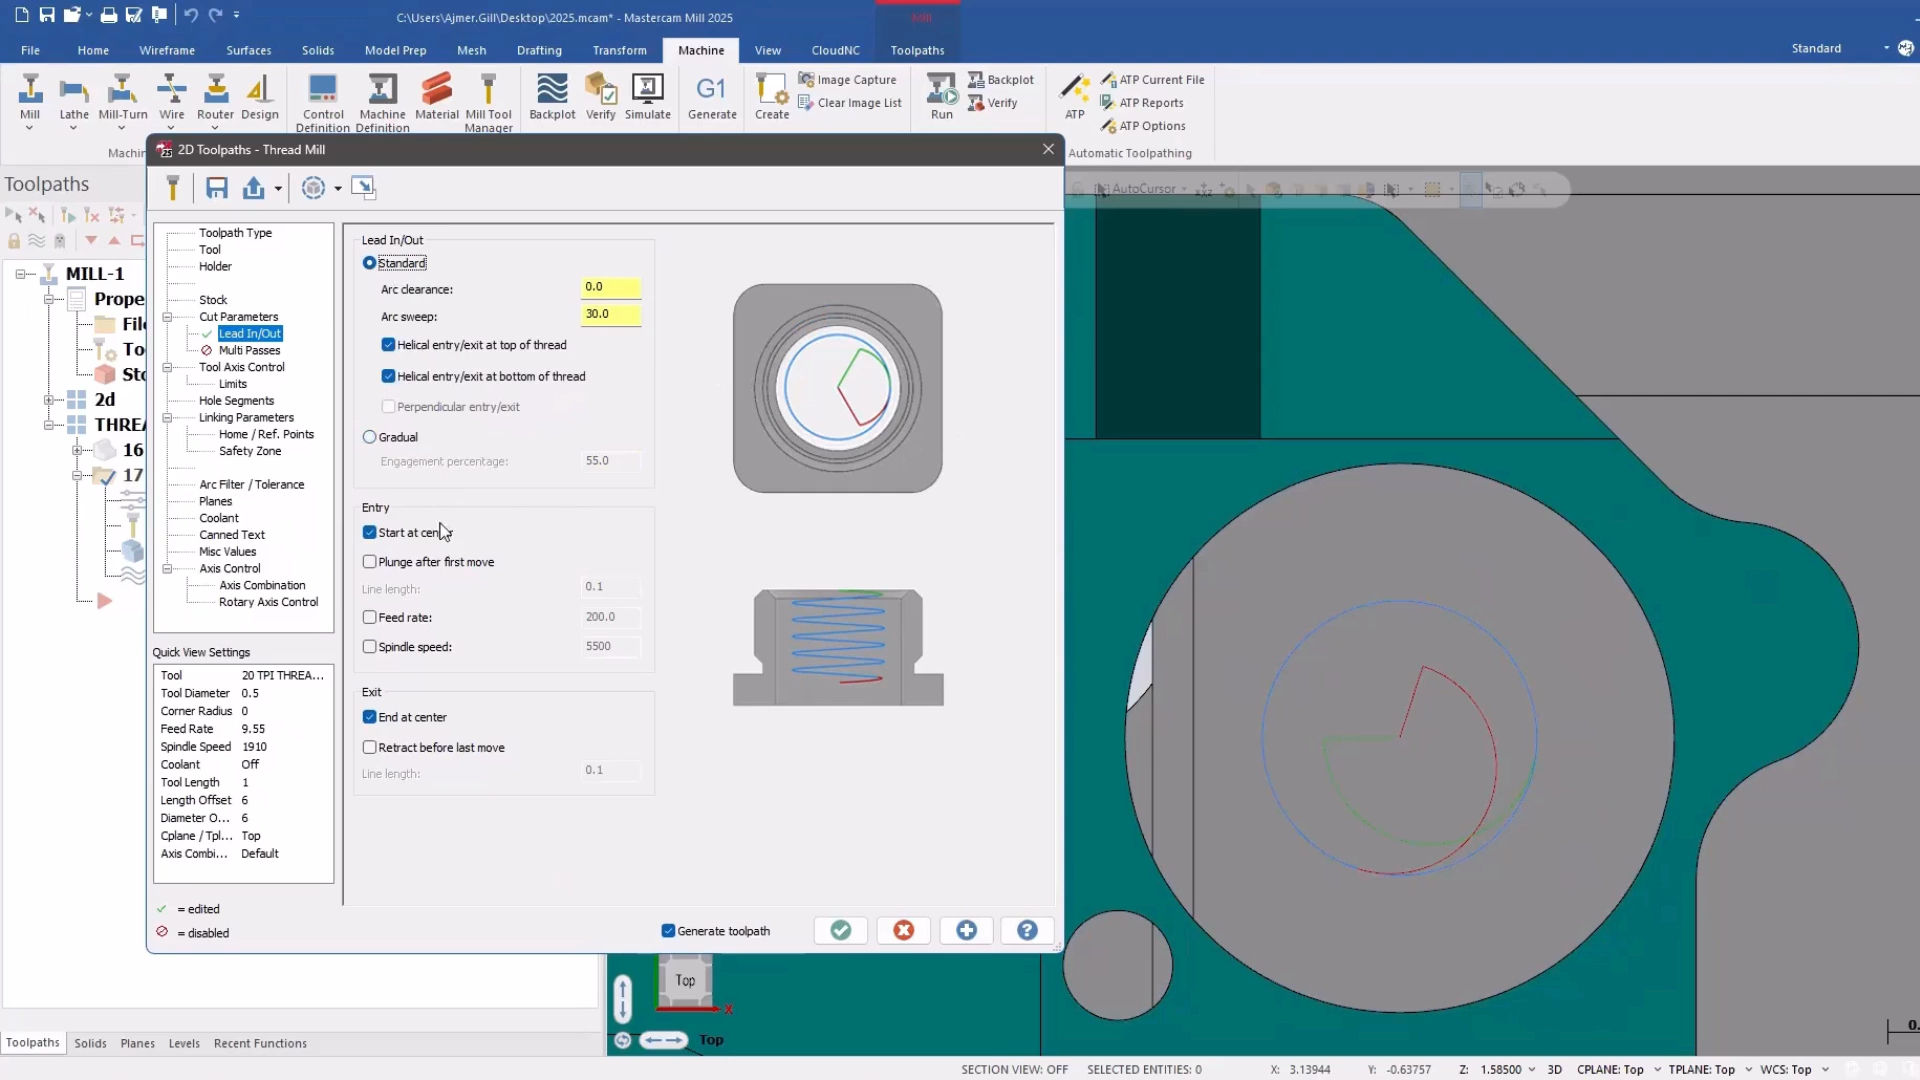 C:\Users\Ajmer.Gill\Desktop\2025.mcam* - Mastercam Mill 2025
Mill
File Home Wireframe Surfaces Solids Model Prep Mesh Drafting Transform Machine View CloudNC Toolpaths Standard
Mill Lathe Mill-Turn Wire Router Design
Control Definition
Machine Definition
Material
Mill Tool Manager
Backplot Verify Simulate
G1
Generate
Create
Image Capture
Clear Image List
Run
Backplot
Verify
ATP
ATP Current File
ATP Reports
ATP Options
Machin
Automatic Toolpathing
2D Toolpaths - Thread Mill
Toolpaths
AutoCursor
MILL-1
Prope
File
To
Sto
2d
THREA
16
17
Toolpath Type
Tool
Holder
Stock
Cut Parameters
Lead In/Out
Multi Passes
Tool Axis Control
Limits
Hole Segments
Linking Parameters
Home / Ref. Points
Safety Zone
Arc Filter / Tolerance
Planes
Coolant
Canned Text
Misc Values
Axis Control
Axis Combination
Rotary Axis Control
Quick View Settings
Tool 20 TPI THREA...
Tool Diameter 0.5
Corner Radius 0
Feed Rate 9.55
Spindle Speed 1910
Coolant Off
Tool Length 1
Length Offset 6
Diameter O... 6
Cplane / Tpl... Top
Axis Combi... Default
= edited
= disabled
Lead In/Out
Standard
Arc clearance: 0.0
Arc sweep: 30.0
Helical entry/exit at top of thread
Helical entry/exit at bottom of thread
Perpendicular entry/exit
Gradual
Engagement percentage: 55.0
Entry
Start at center
Plunge after first move
Line length: 0.1
Feed rate: 200.0
Spindle speed: 5500
Exit
End at center
Retract before last move
Line length: 0.1
Generate toolpath
Top
X
Top
0.
Toolpaths Solids Planes Levels Recent Functions
SECTION VIEW: OFF SELECTED ENTITIES: 0 X: 3.13944 Y: -0.63757 Z: 1.58500 3D CPLANE: Top TPLANE: Top WCS: Top